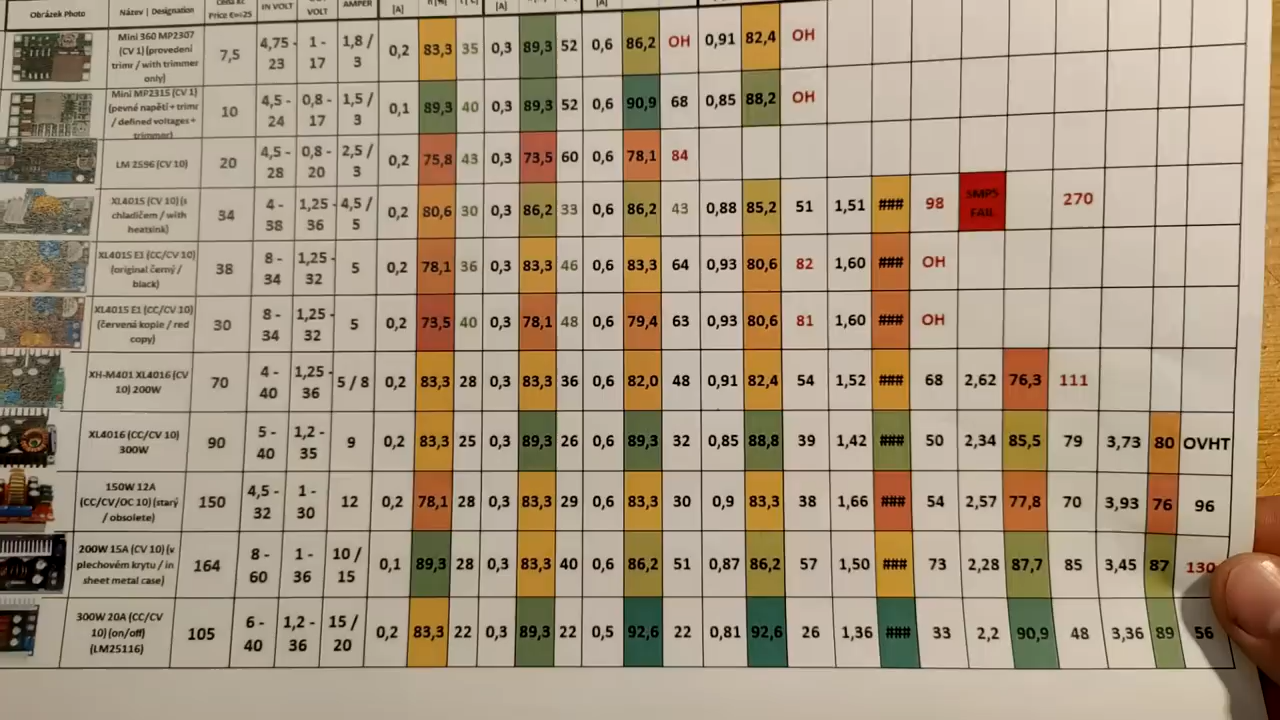 Obrázek Photo Název | Designation Price €≈25 IN VOLT VOLT AMPER [A] [A] [A]
Mini 360 MP2307 (CV 1) (provedení trimr / with trimmer only) 7,5 4,75 - 23 1 - 17 1,8 / 3 0,2 83,3 35 0,3 89,3 52 0,6 86,2 OH 0,91 82,4 OH
Mini MP2315 (CV 1) (pevné napětí + trimr / defined voltages + trimmer) 10 4,5 - 24 0,8 - 17 1,5 / 3 0,1 89,3 40 0,3 89,3 52 0,6 90,9 68 0,85 88,2 OH
LM 2596 (CV 10) 20 4,5 - 28 0,8 - 20 2,5 / 3 0,2 75,8 43 0,3 73,5 60 0,6 78,1 84
XL4015 (CV 10) (s chladičem / with heatsink) 34 4 - 38 1,25 - 36 4,5 / 5 0,2 80,6 30 0,3 86,2 33 0,6 86,2 43 0,88 85,2 51 1,51 ### 98 SMPS FAIL 270
XL4015 E1 (CC/CV 10) (original černý / black) 38 8 - 34 1,25 - 32 5 0,2 78,1 36 0,3 83,3 46 0,6 83,3 64 0,93 80,6 82 1,60 ### OH
XL4015 E1 (CC/CV 10) (červená kopie / red copy) 30 8 - 34 1,25 - 32 5 0,2 73,5 40 0,3 78,1 48 0,6 79,4 63 0,93 80,6 81 1,60 ### OH
XH-M401 XL4016 (CV 10) 200W 70 4 - 40 1,25 - 36 5 / 8 0,2 83,3 28 0,3 83,3 36 0,6 82,0 48 0,91 82,4 54 1,52 ### 68 2,62 76,3 111
XL4016 (CC/CV 10) 300W 90 5 - 40 1,2 - 35 9 0,2 83,3 25 0,3 89,3 26 0,6 89,3 32 0,85 88,8 39 1,42 ### 50 2,34 85,5 79 3,73 80 OVHT
150W 12A (CC/CV/OC 10) (starý / obsolete) 150 4,5 - 32 1 - 30 12 0,2 78,1 28 0,3 83,3 29 0,6 83,3 30 0,9 83,3 38 1,66 ### 54 2,57 77,8 70 3,93 76 96
200W 15A (CV 10) (v plechovém krytu / in sheet metal case) 164 8 - 60 1 - 36 10 / 15 0,1 89,3 28 0,3 83,3 40 0,6 86,2 51 0,87 86,2 57 1,50 ### 73 2,28 87,7 85 3,45 87 130
300W 20A (CC/CV 10) (on/off) (LM25116) 105 6 - 40 1,2 - 36 15 / 20 0,2 83,3 22 0,3 89,3 22 0,5 92,6 22 0,81 92,6 26 1,36 ### 33 2,2 90,9 48 3,36 89 56